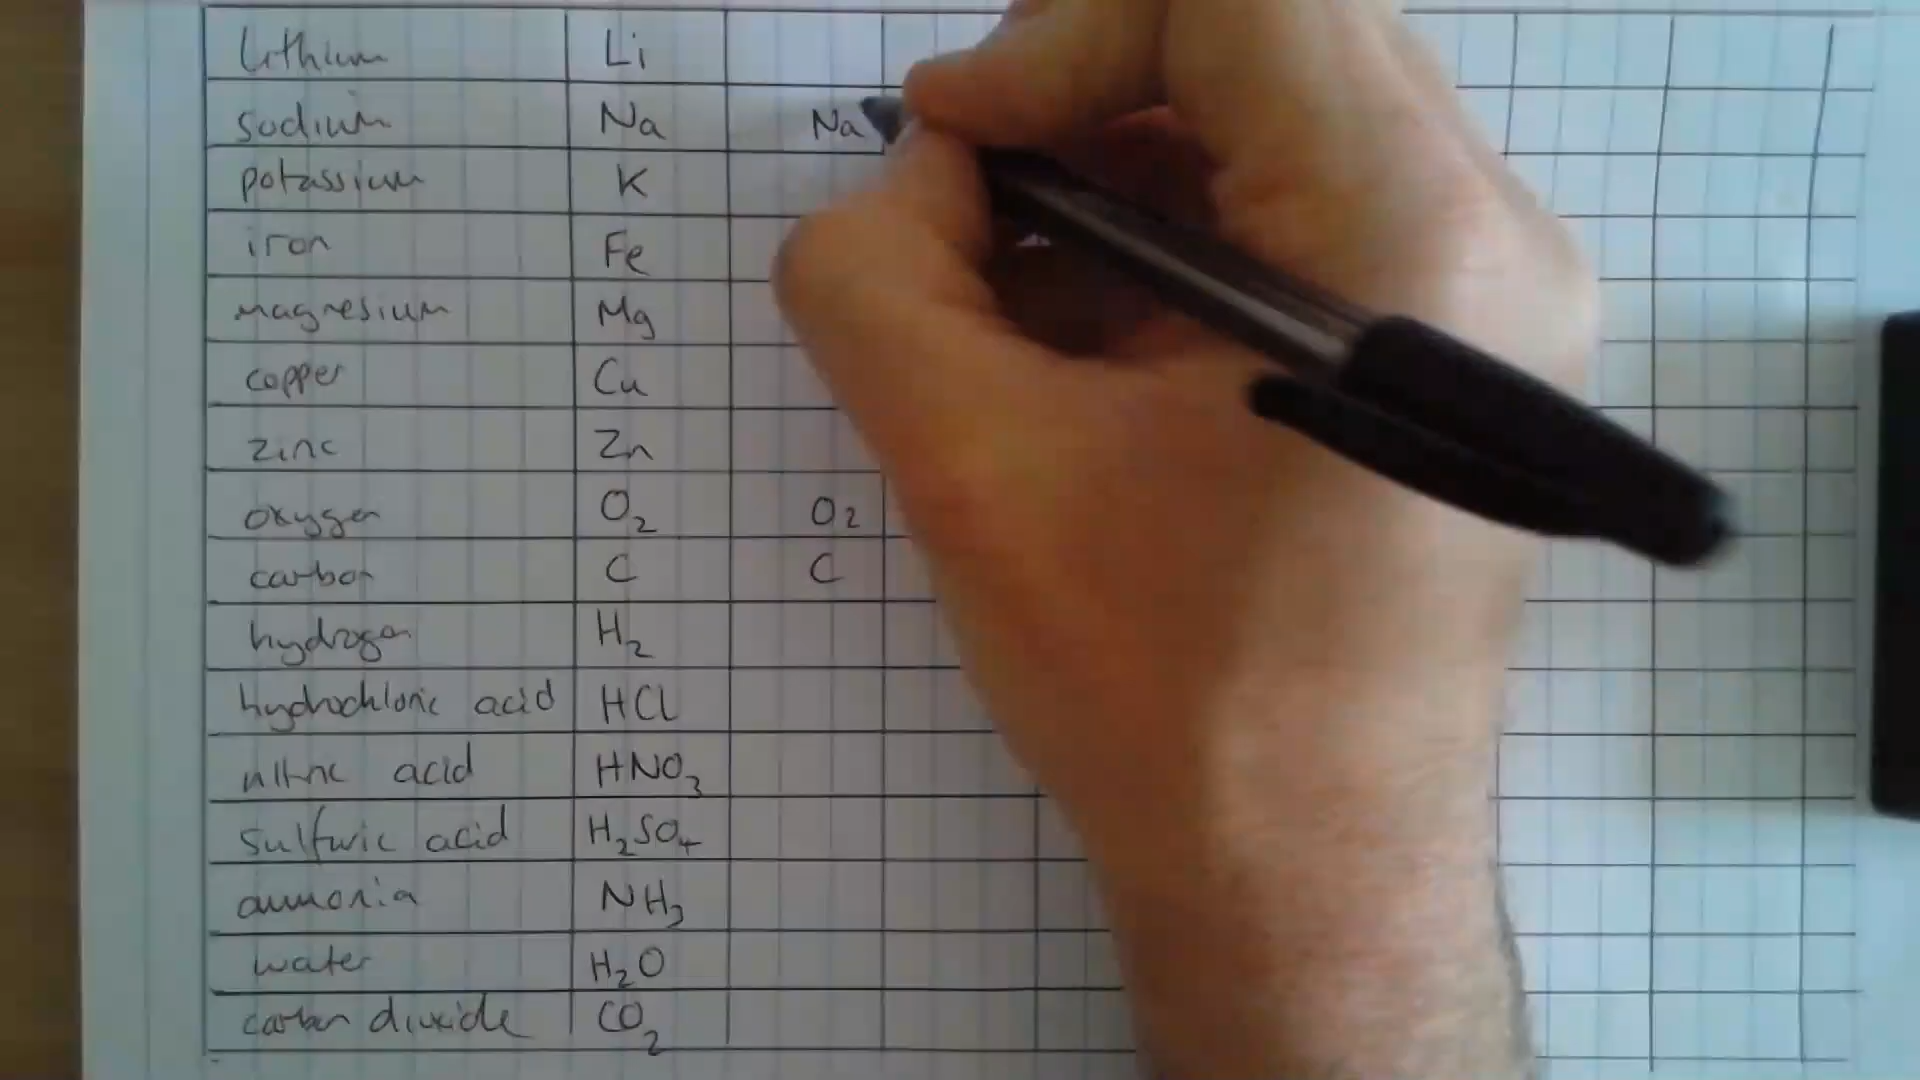 lithium Li
sodium Na Na
potassium K
iron Fe
magnesium Mg
copper Cu
zinc Zn
oxygen O₂ O₂
carbon C C
hydrogen H₂
hydrochloric acid HCl
nitric acid HNO₃
sulfuric acid H₂SO₄
ammonia NH₃
water H₂O
carbon dioxide CO₂